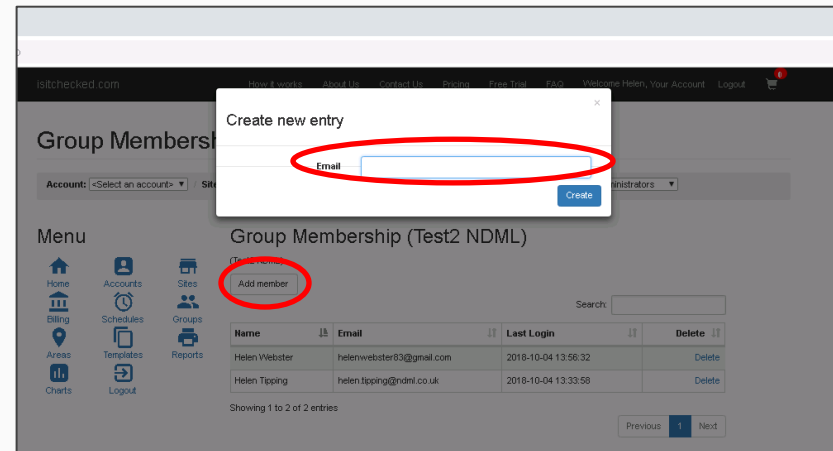 isitchecked.com How it works About Us Contact Us Pricing Free Trial FAQ Welcome Helen, Your Account Logout 0
Create new entry ×
Email
Create
Group Membersh
Account: <Select an account> Site ministrators
Menu
Home Accounts Sites
Billing Schedules Groups
Areas Templates Reports
Charts Logout
Group Membership (Test2 NDML)
(Test2 NDML)
Add member
Search:
Name Email Last Login Delete
Helen Webster helenwebster83@gmail.com 2018-10-04 13:56:32 Delete
Helen Tipping helen.tipping@ndml.co.uk 2018-10-04 13:33:58 Delete
Showing 1 to 2 of 2 entries
Previous 1 Next